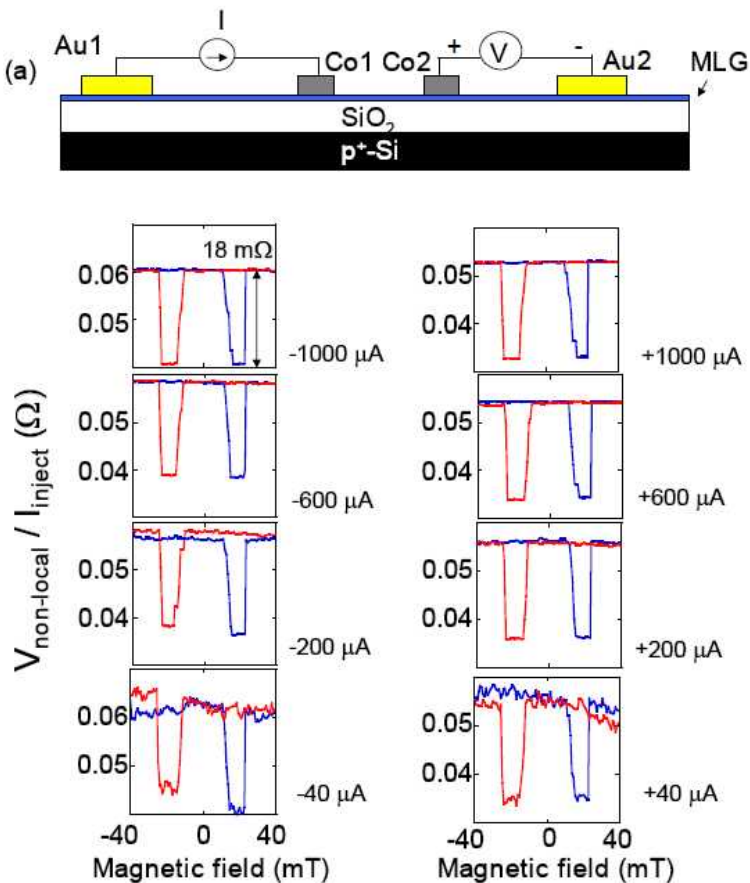 (a)
I
Au1
Co1 Co2
+ V -
Au2
MLG
SiO₂
p⁺-Si
V_non-local / I_inject (Ω)
18 mΩ
0.06
0.05
-1000 μA
0.05
0.04
-600 μA
0.05
0.04
-200 μA
0.06
0.05
-40 μA
-40 0 40
Magnetic field (mT)
0.05
0.04
+1000 μA
0.05
0.04
+600 μA
0.05
0.04
+200 μA
0.05
0.04
+40 μA
-40 0 40
Magnetic field (mT)